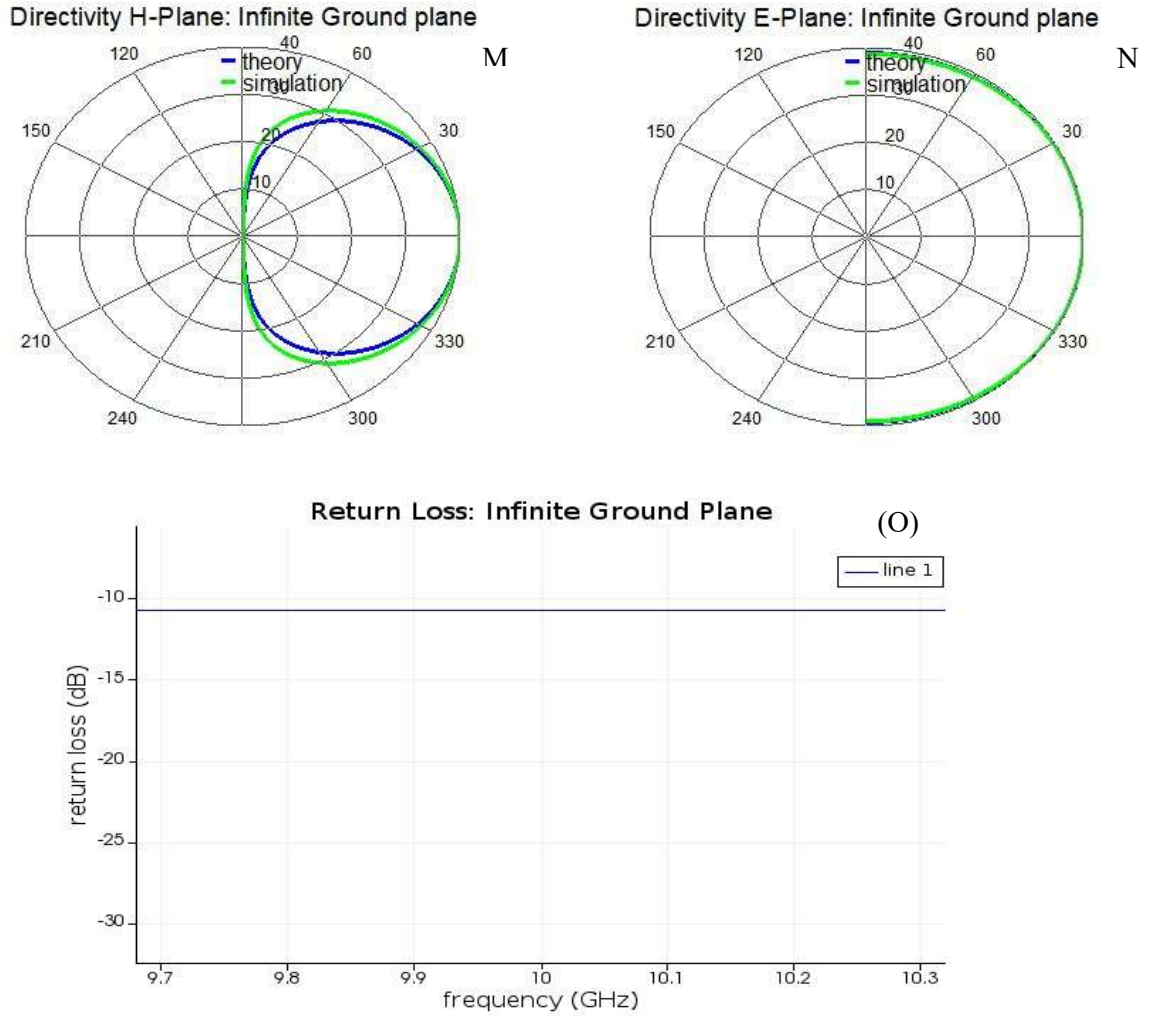 Directivity H-Plane: Infinite Ground plane
M
120
40
60
theory
simulation
30
150
20
30
10
210
330
240
300
Directivity E-Plane: Infinite Ground plane
N
120
40
60
theory
simulation
30
150
20
30
10
210
330
240
300
Return Loss: Infinite Ground Plane
(O)
line 1
-10
-15
-20
-25
-30
return loss (dB)
9.7 9.8 9.9 10 10.1 10.2 10.3
frequency (GHz)